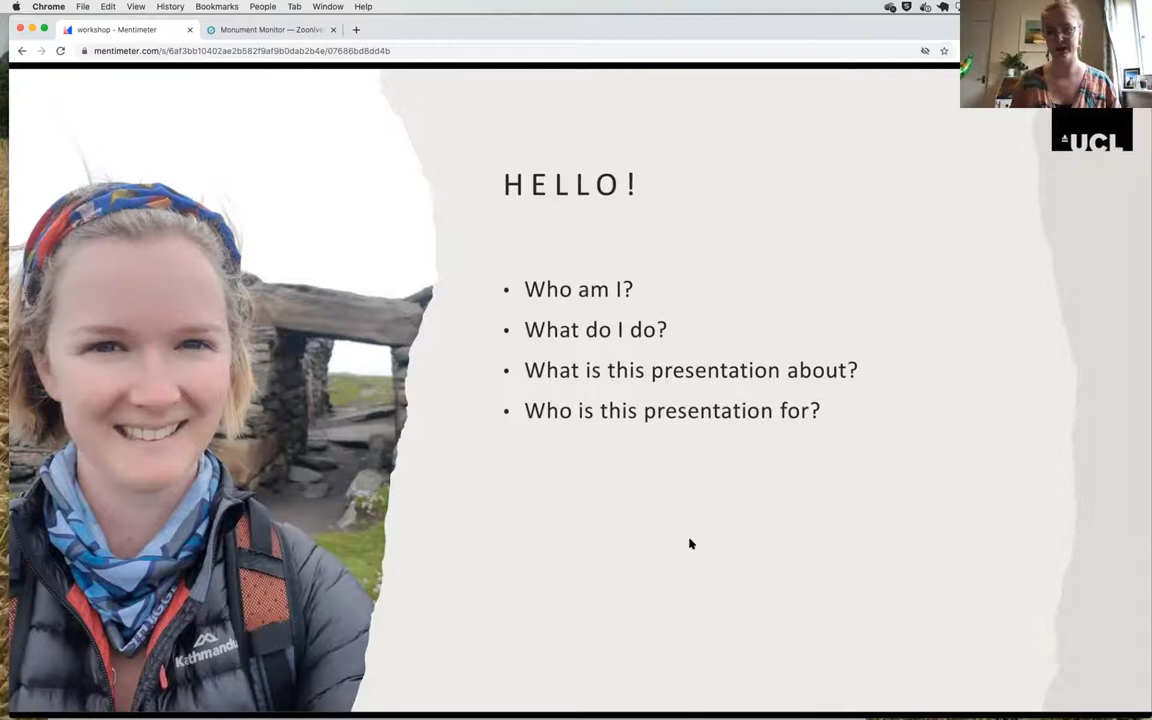 Chrome File Edit View History Bookmarks People Tab Window Help
workshop - Mentimeter
Monument Monitor — Zooniver
mentimeter.com/s/6af3bb10402ae2b582f9af9b0dab2b4e/07686bd8dd4b
UCL
HELLO!
• Who am I?
• What do I do?
• What is this presentation about?
• Who is this presentation for?
Kathmandu